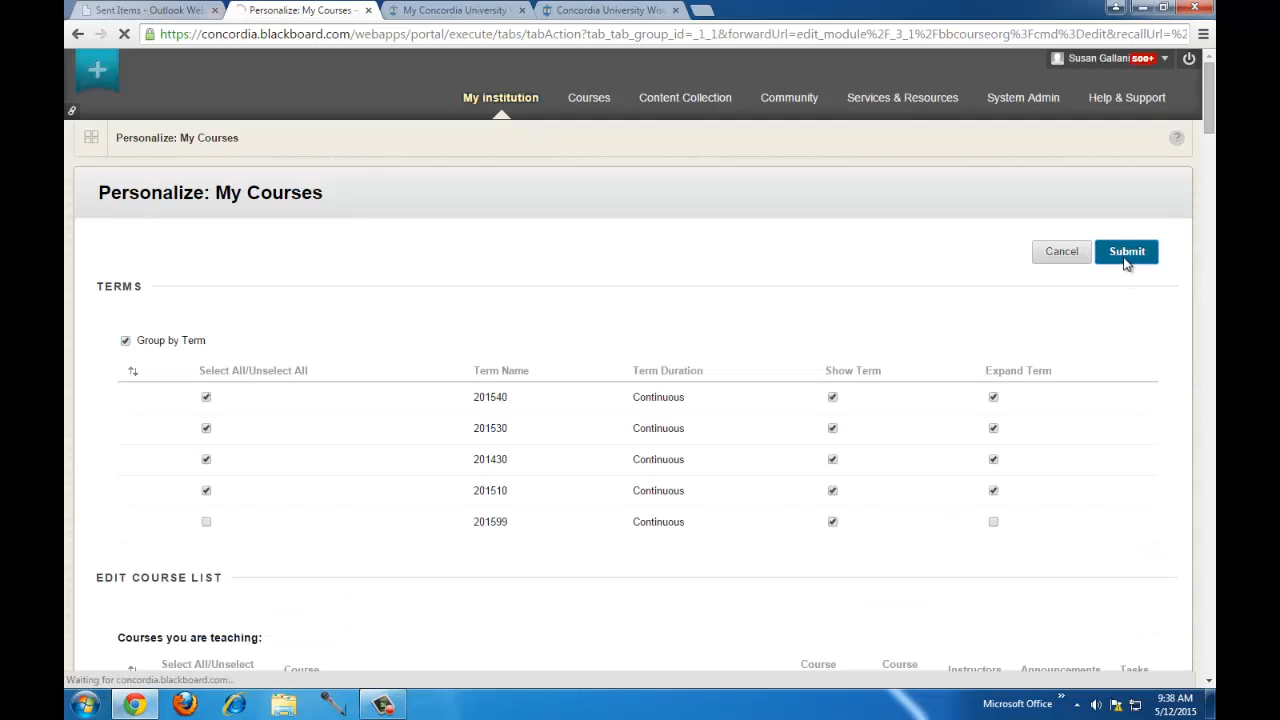 Sent Items - Outlook Web
Personalize: My Courses –
My Concordia University
Concordia University Wisc
https://concordia.blackboard.com/webapps/portal/execute/tabs/tabAction?tab_tab_group_id=_1_1&forwardUrl=edit_module%2F_3_1%2Fbbcourseorg%3Fcmd%3Dedit&recallUrl=%2
Susan Gallani 500+
My institution
Courses
Content Collection
Community
Services & Resources
System Admin
Help & Support
Personalize: My Courses
?
Personalize: My Courses
Cancel
Submit
TERMS
Group by Term
Select All/Unselect All Term Name Term Duration Show Term Expand Term
201540 Continuous
201530 Continuous
201430 Continuous
201510 Continuous
201599 Continuous
EDIT COURSE LIST
Courses you are teaching:
Select All/Unselect Course Course Course Instructors Announcements Tasks
Waiting for concordia.blackboard.com...
Microsoft Office
9:38 AM
5/12/2015